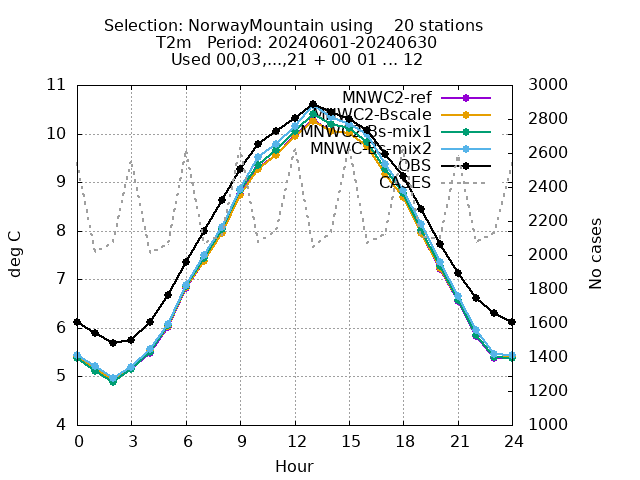 Selection: NorwayMountain using    20 stations
T2m   Period: 20240601-20240630
Used 00,03,...,21 + 00 01 ... 12
11
10
9
8
7
6
5
4
deg C
3000
2800
2600
2400
2200
2000
1800
1600
1400
1200
1000
No cases
MNWC2-ref
MNWC2-Bscale
MNWC-Bs-mix1
MNWC-Bs-mix2
OBS
CASES
0 3 6 9 12 15 18 21 24
Hour